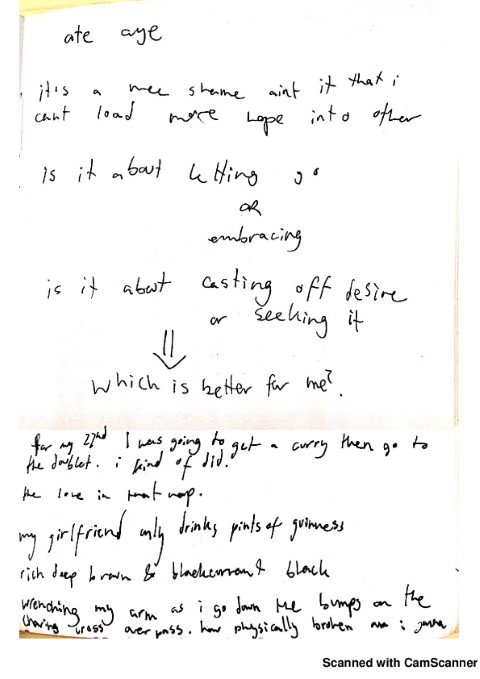 ate aye
it's a wee shame aint it that i
cant load more hope into other
Is it about letting go
OR
embracing
is it about casting off desire
or seeking it
which is better for me?
for my 22nd I was going to get a curry then go to
the doublet. i kind of did.
the love in that
my girlfriend only drinks pints of guinness
rich deep brown & blackcurrant black
wrenching my arm as i go down the bumps on the
charing cross overpass. how physically broken am i gonna
Scanned with CamScanner